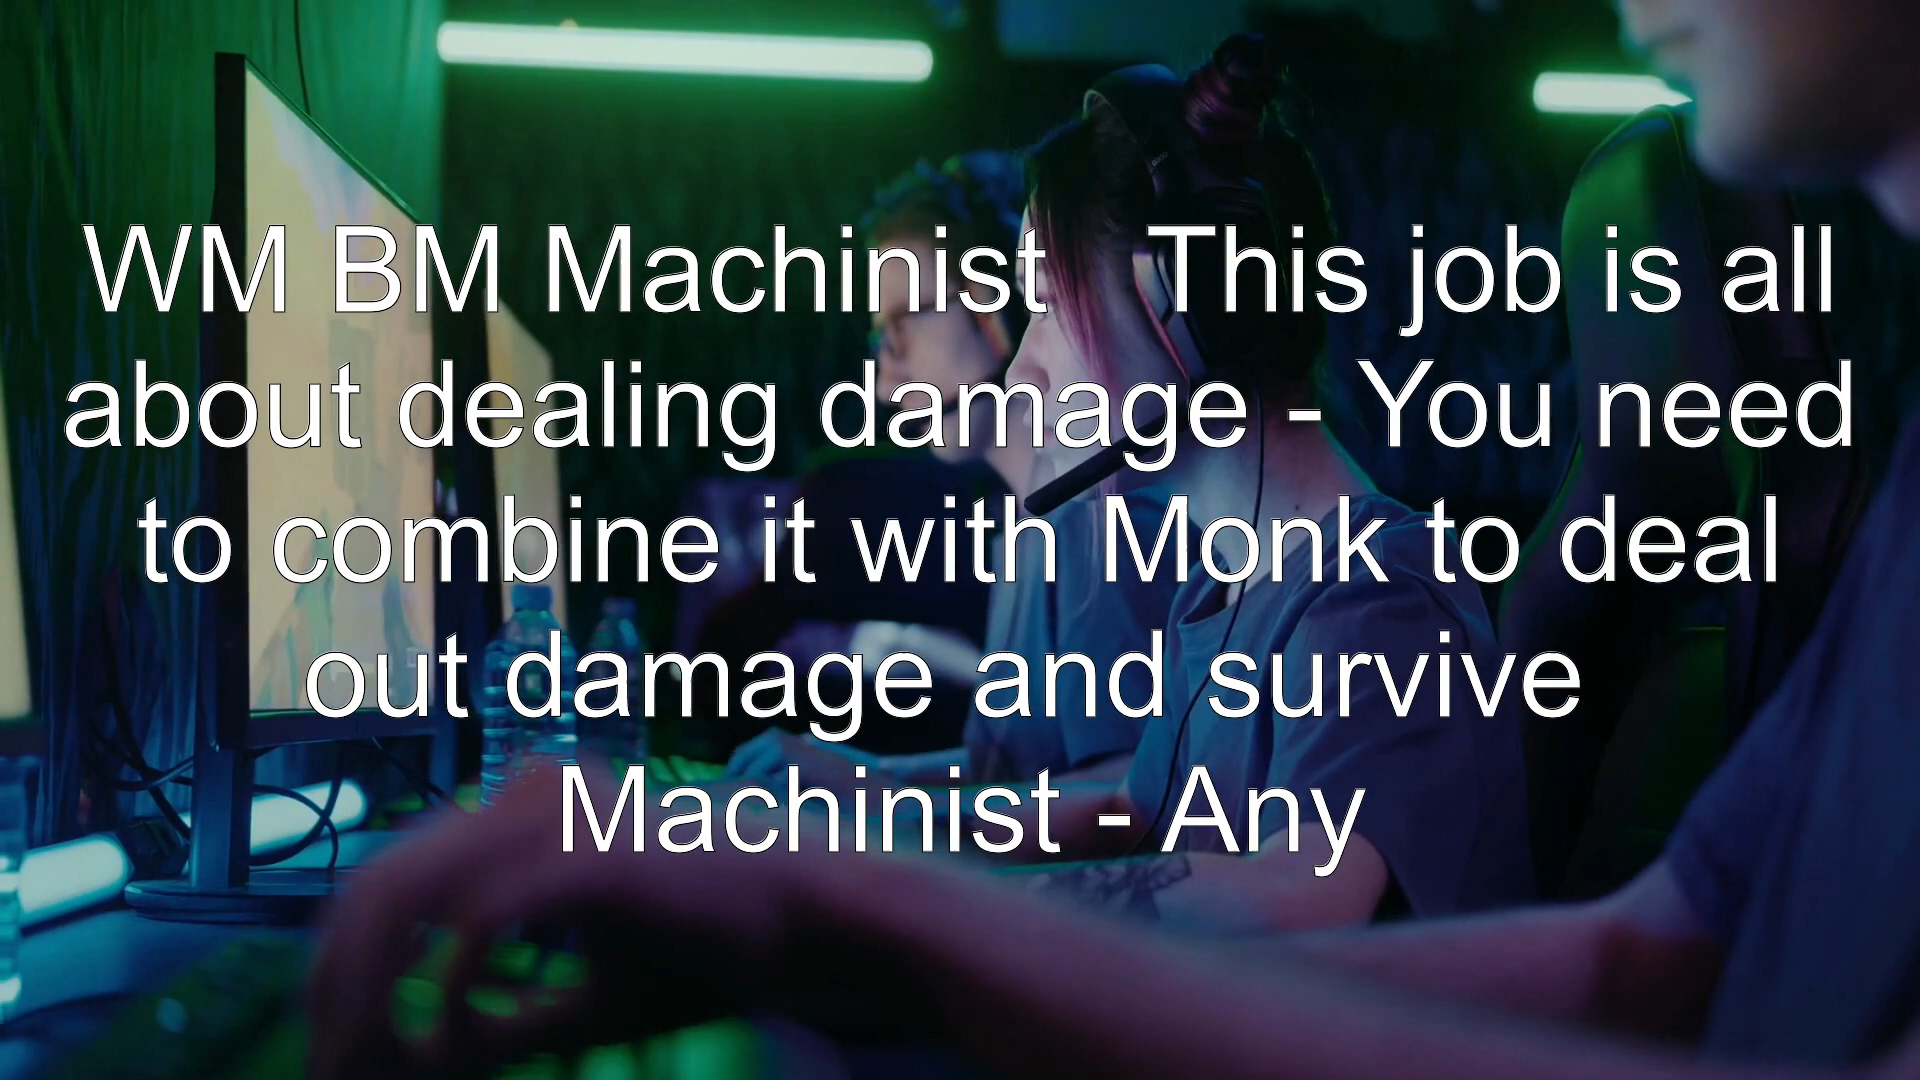 WM BM Machinist - This job is all
about dealing damage - You need
to combine it with Monk to deal
out damage and survive
Machinist - Any